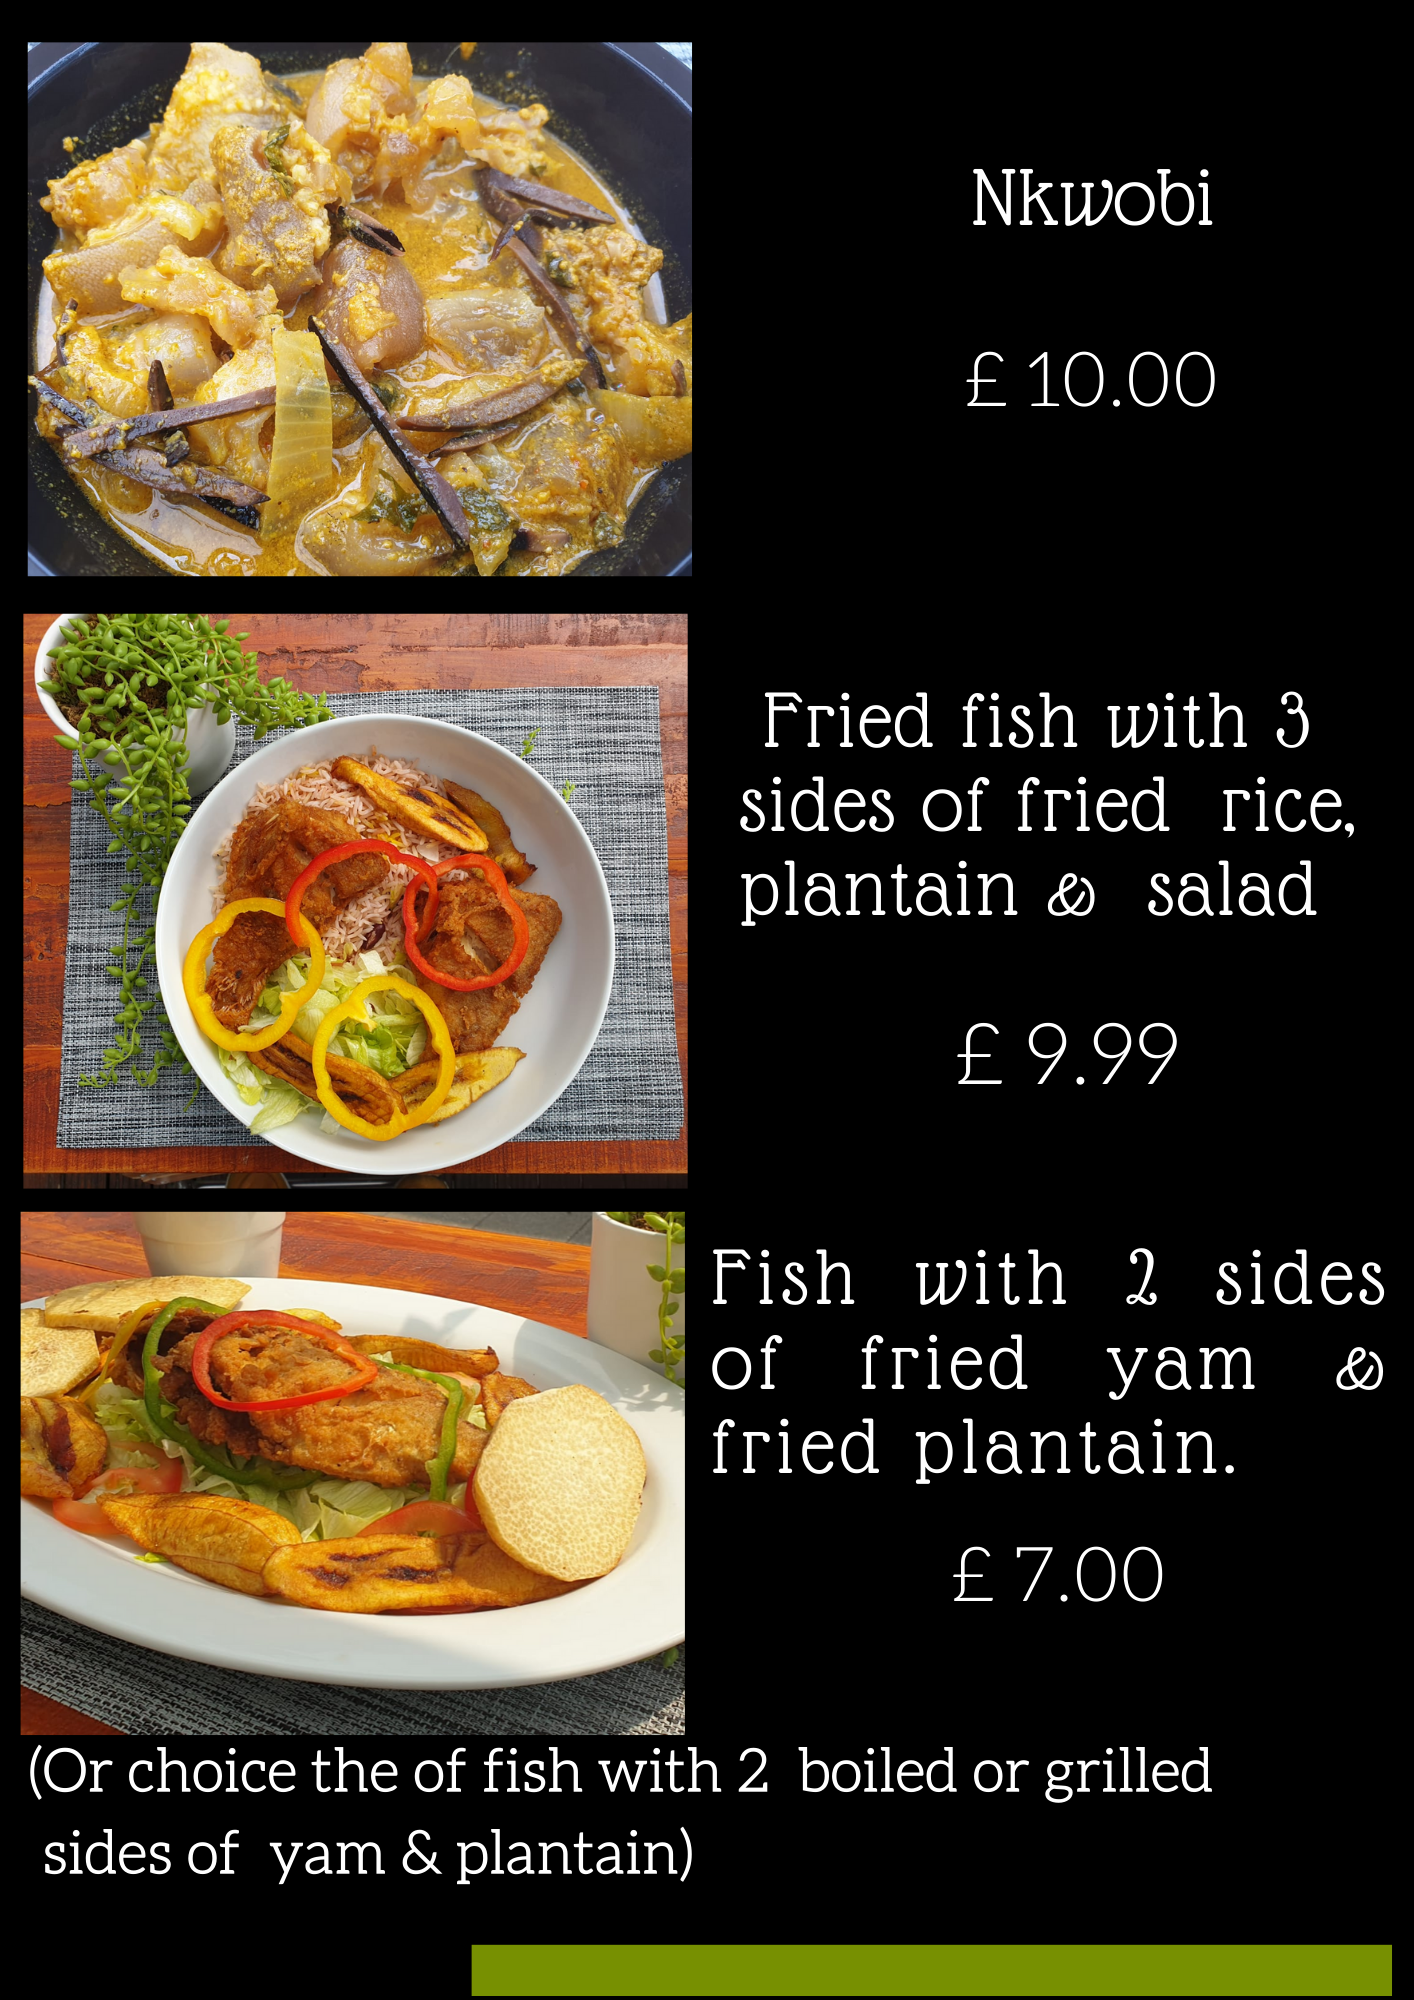 Nkwobi
£ 10.00
Fried fish with 3
sides of fried rice,
plantain & salad
£ 9.99
Fish with 2 sides
of fried yam &
fried plantain.
£ 7.00
(Or choice the of fish with 2 boiled or grilled
sides of yam & plantain)